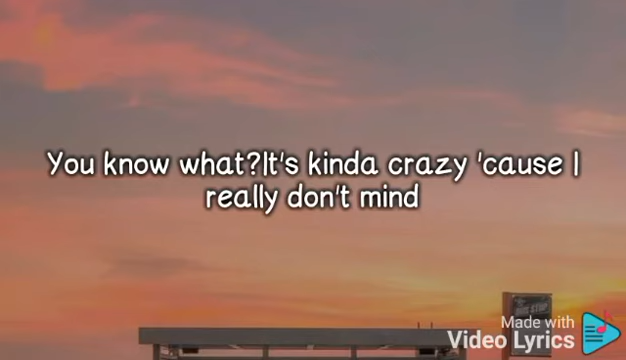 You know what?It's kinda crazy 'cause I
really don't mind
Made with
Video Lyrics